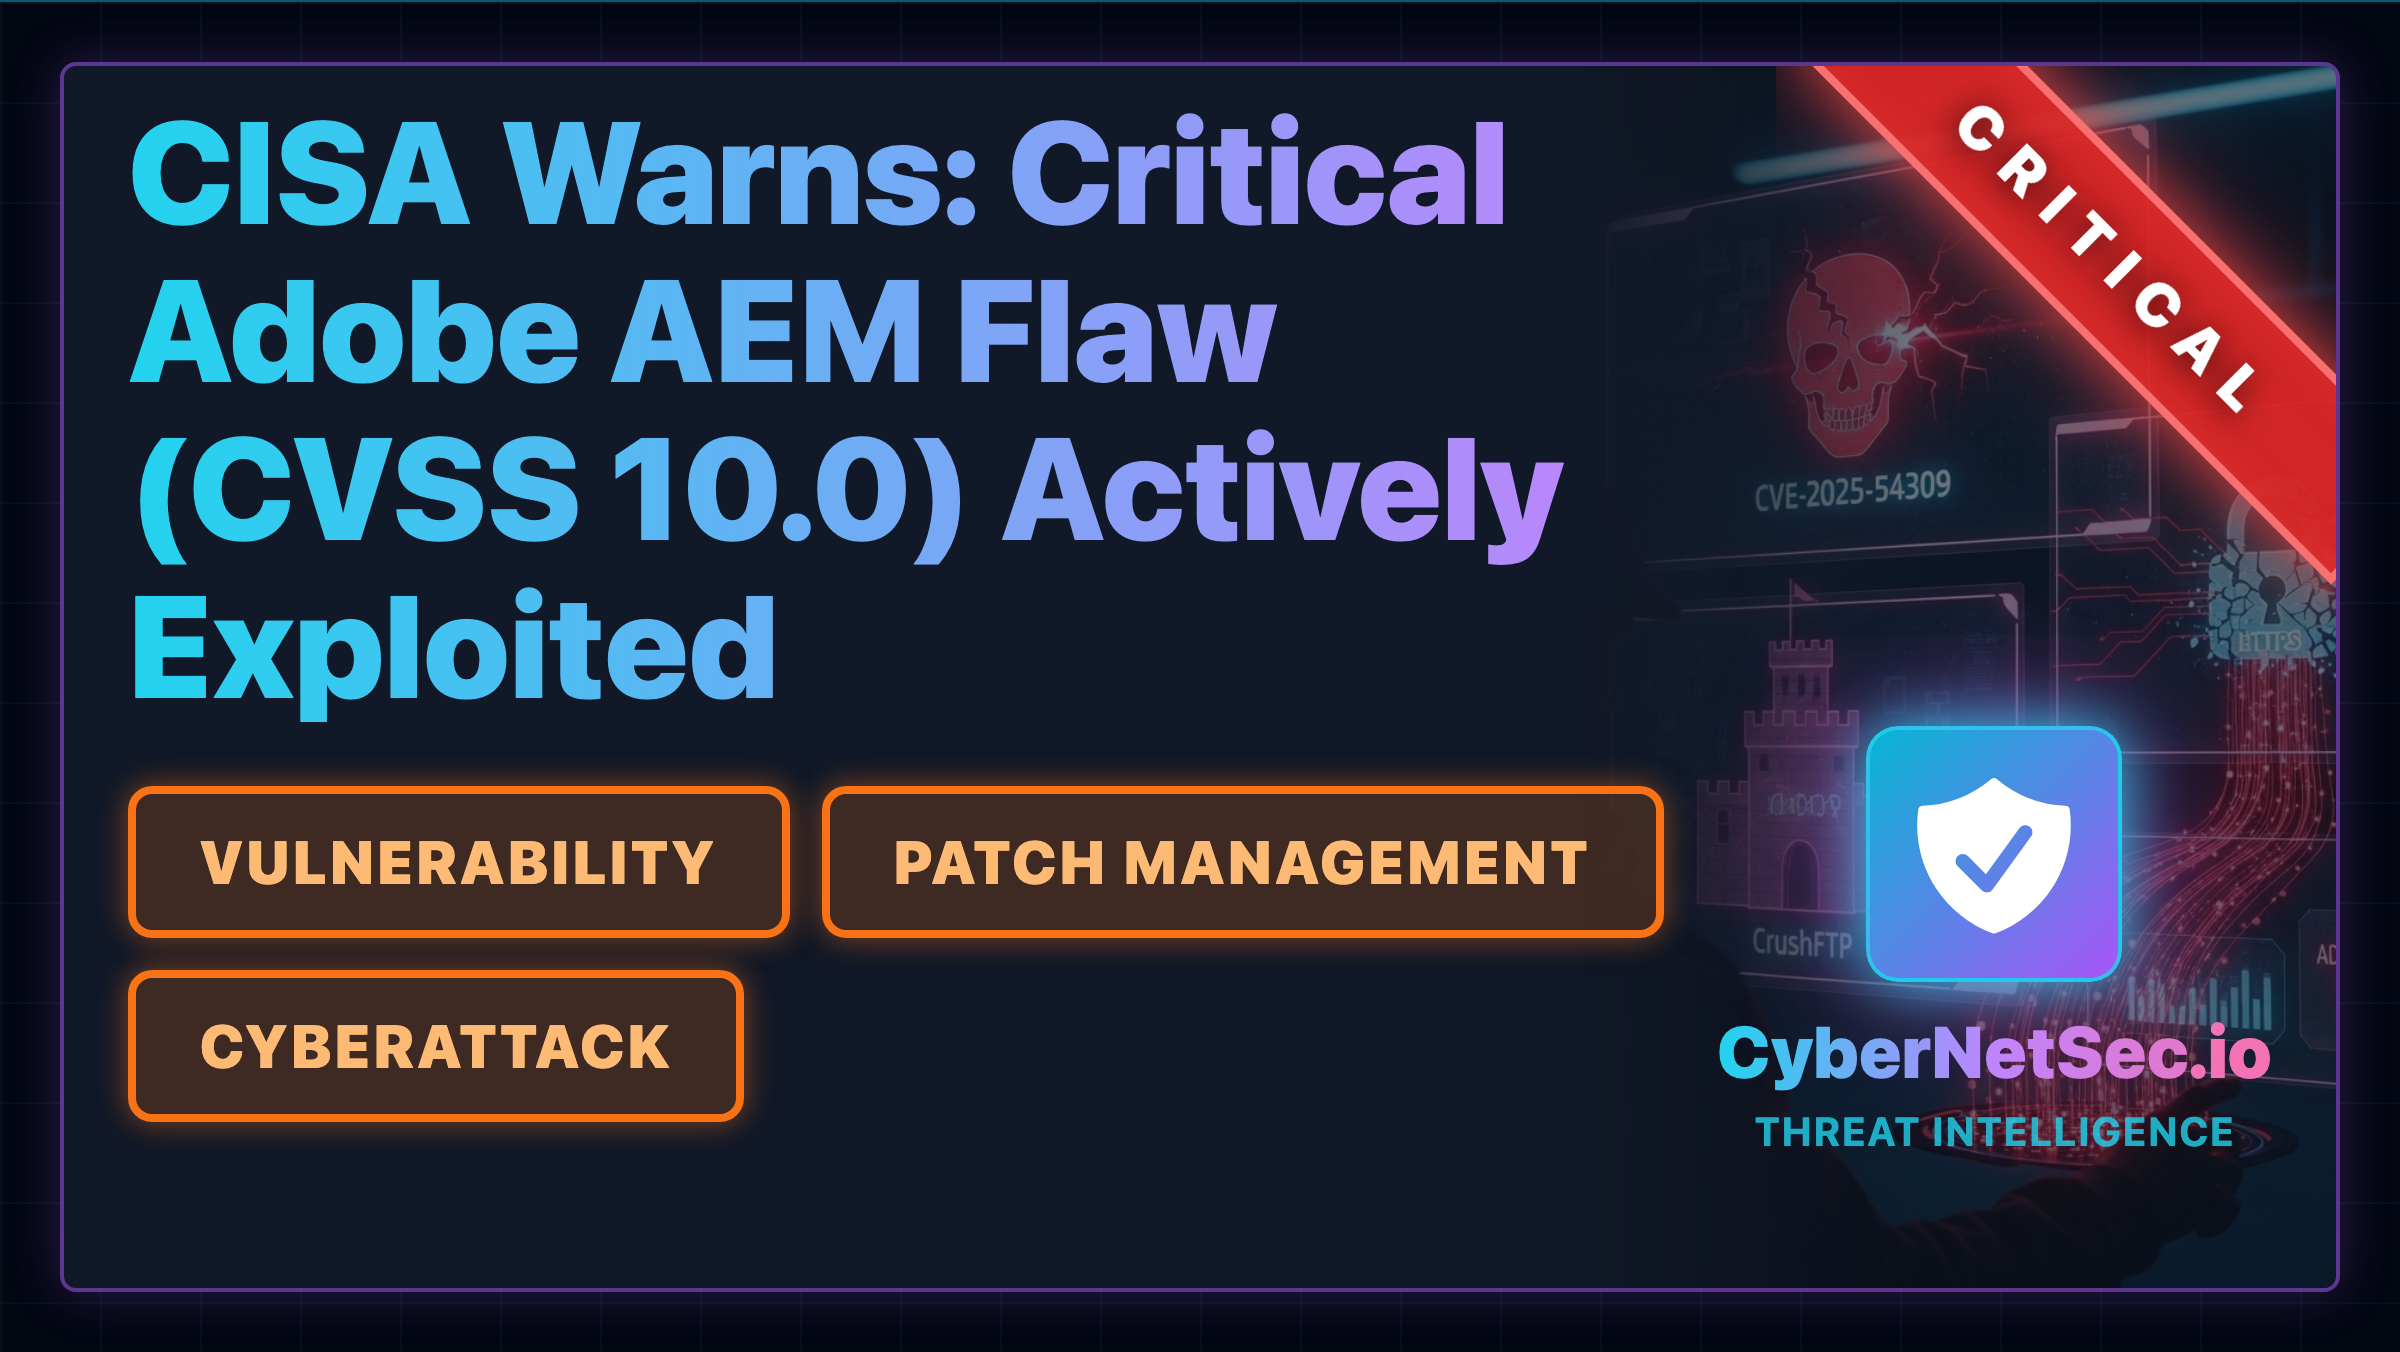 CISA Warns: Critical
Adobe AEM Flaw
(CVSS 10.0) Actively
Exploited
CRITICAL
CVE-2025-54309
HTTPS
VULNERABILITY
PATCH MANAGEMENT
CYBERATTACK
CrushFTP
AD
CyberNetSec.io
THREAT INTELLIGENCE